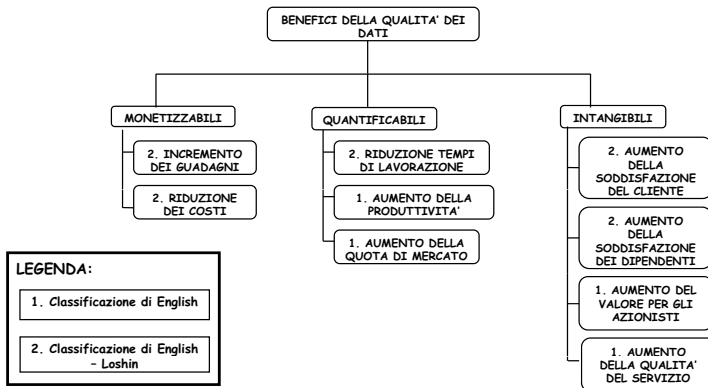 BENEFICI DELLA QUALITA' DEI
DATI
MONETIZZABILI
2. INCREMENTO
DEI GUADAGNI
2. RIDUZIONE
DEI COSTI
QUANTIFICABILI
2. RIDUZIONE TEMPI
DI LAVORAZIONE
1. AUMENTO DELLA
PRODUTTIVITA'
1. AUMENTO DELLA
QUOTA DI MERCATO
INTANGIBILI
2. AUMENTO
DELLA
SODDISFAZIONE
DEL CLIENTE
2. AUMENTO
DELLA
SODDISFAZIONE
DEI DIPENDENTI
1. AUMENTO DEL
VALORE PER GLI
AZIONISTI
1. AUMENTO
DELLA QUALITA'
DEL SERVIZIO
LEGENDA:
1. Classificazione di English
2. Classificazione di English
– Loshin